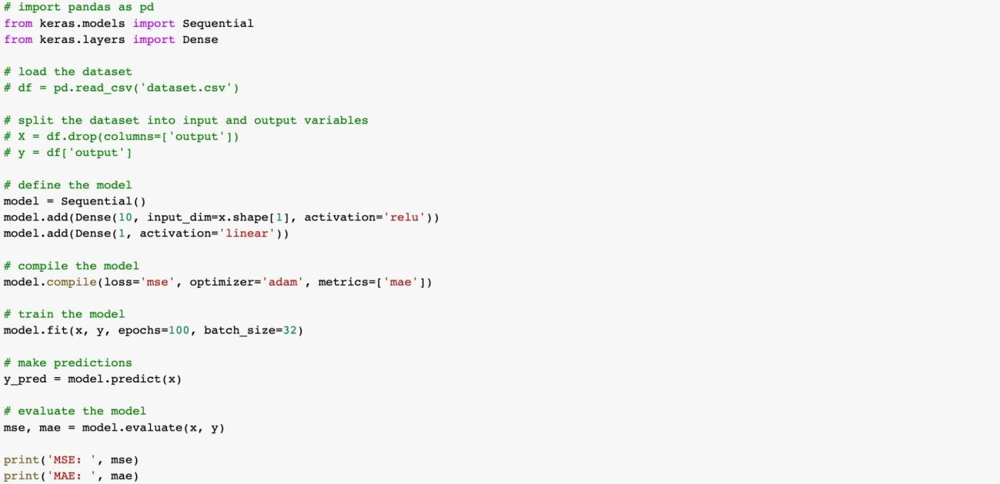 # import pandas as pd
from keras.models import Sequential
from keras.layers import Dense

# load the dataset
# df = pd.read_csv('dataset.csv')

# split the dataset into input and output variables
# X = df.drop(columns=['output'])
# y = df['output']

# define the model
model = Sequential()
model.add(Dense(10, input_dim=x.shape[1], activation='relu'))
model.add(Dense(1, activation='linear'))

# compile the model
model.compile(loss='mse', optimizer='adam', metrics=['mae'])

# train the model
model.fit(x, y, epochs=100, batch_size=32)

# make predictions
y_pred = model.predict(x)

# evaluate the model
mse, mae = model.evaluate(x, y)

print('MSE: ', mse)
print('MAE: ', mae)